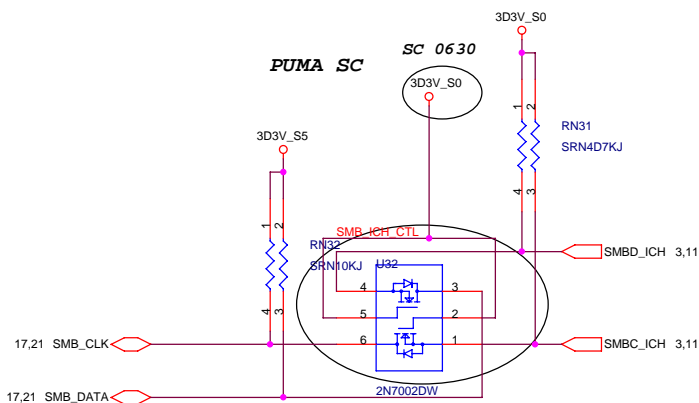 3D3V_S0
SC 0630
PUMA SC
3D3V_S0
1
2
RN31
SRN4D7KJ
4
3
3D3V_S5
1
2
SMB_ICH_CTL
RN32
SRN10KJ
U32
SMBD_ICH 3,11
4
3
5
2
4
3
6
1
17,21 SMB_CLK
SMBC_ICH 3,11
2N7002DW
17,21 SMB_DATA